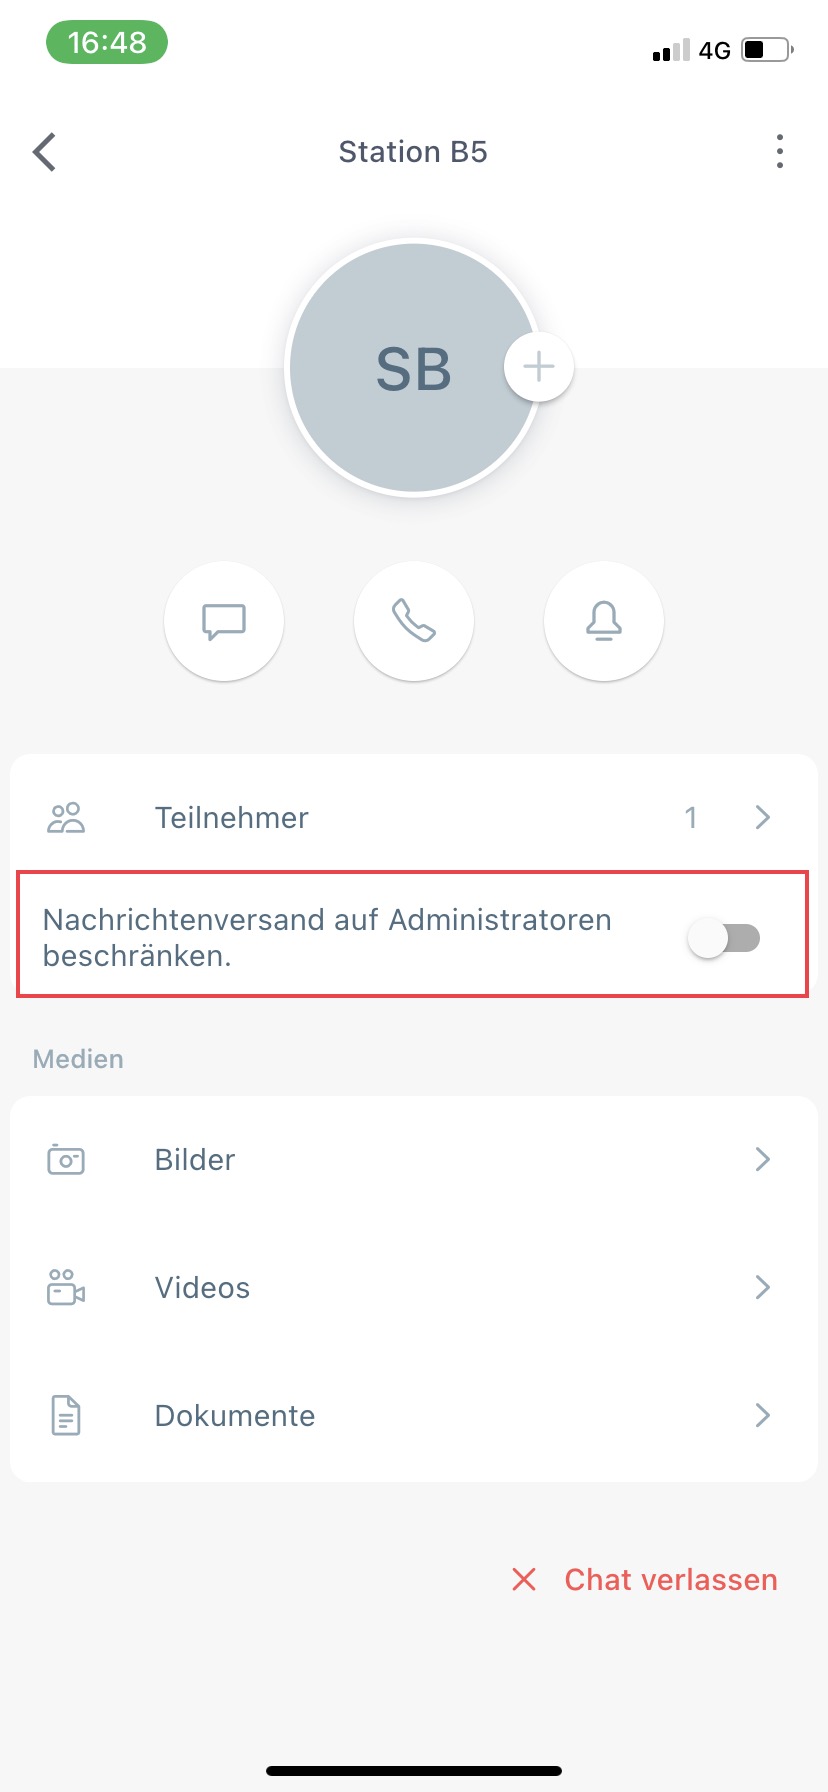 16:48
4G
Station B5
SB
Teilnehmer 1
Nachrichtenversand auf Administratoren
beschränken.
Medien
Bilder
Videos
Dokumente
Chat verlassen